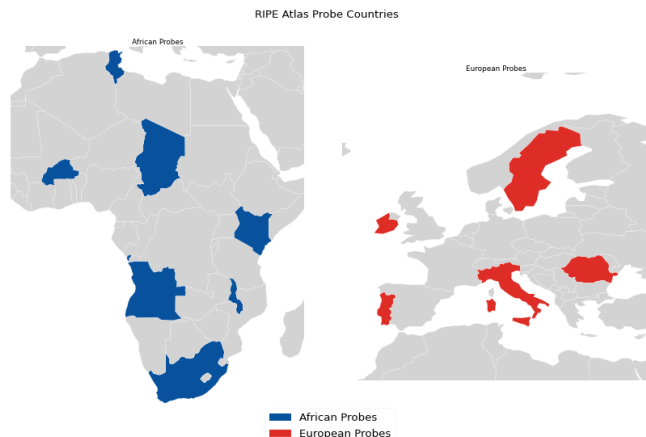 RIPE Atlas Probe Countries
African Probes
European Probes
African Probes
European Probes